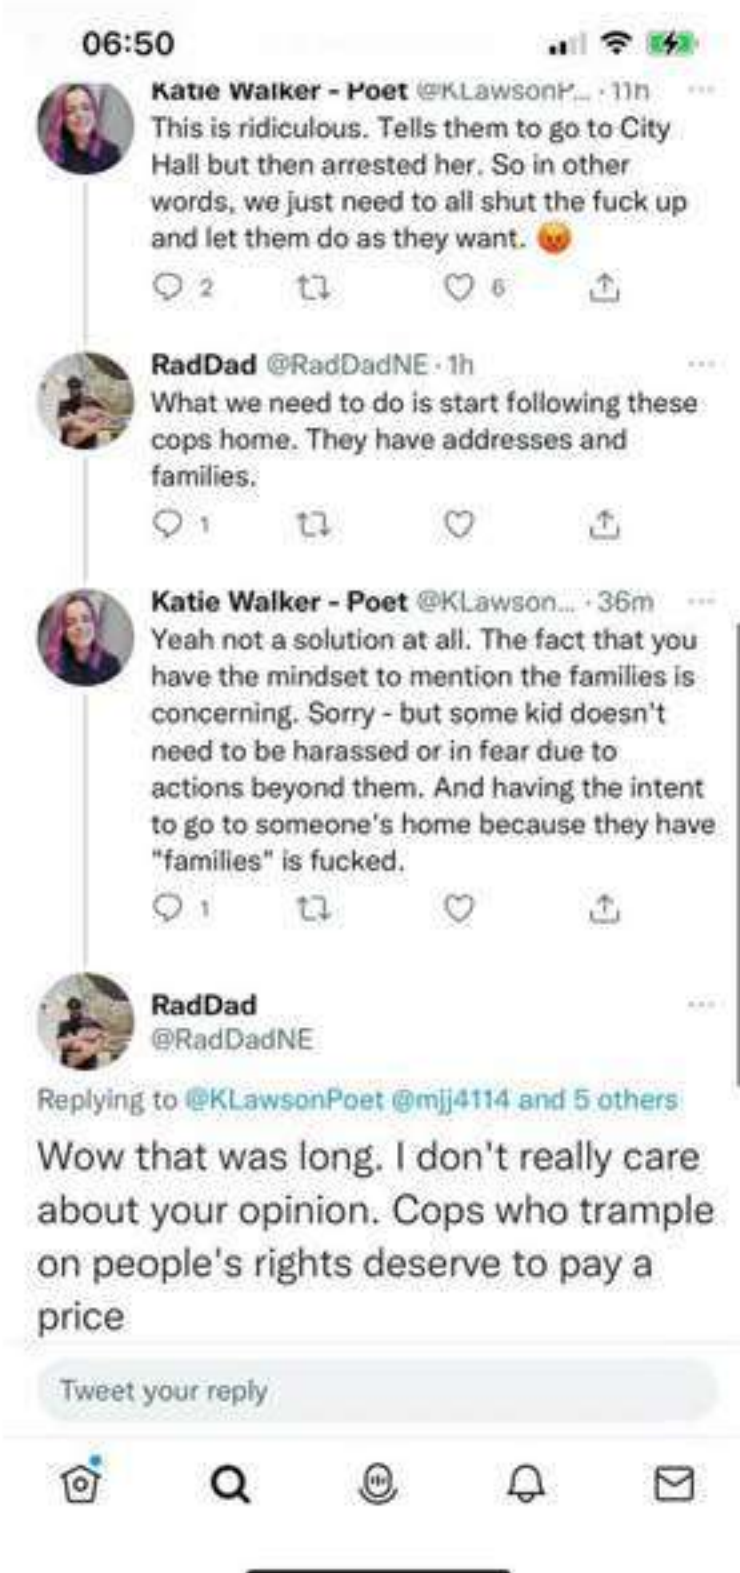 06:50
Katie Walker - Poet @KLawsonP... · 11h
This is ridiculous. Tells them to go to City
Hall but then arrested her. So in other
words, we just need to all shut the fuck up
and let them do as they want. 😡
2 6
RadDad @RadDadNE · 1h
What we need to do is start following these
cops home. They have addresses and
families.
1
Katie Walker - Poet @KLawson... · 36m
Yeah not a solution at all. The fact that you
have the mindset to mention the families is
concerning. Sorry - but some kid doesn't
need to be harassed or in fear due to
actions beyond them. And having the intent
to go to someone's home because they have
"families" is fucked.
1
RadDad
@RadDadNE
Replying to @KLawsonPoet @mjj4114 and 5 others
Wow that was long. I don't really care
about your opinion. Cops who trample
on people's rights deserve to pay a
price
Tweet your reply